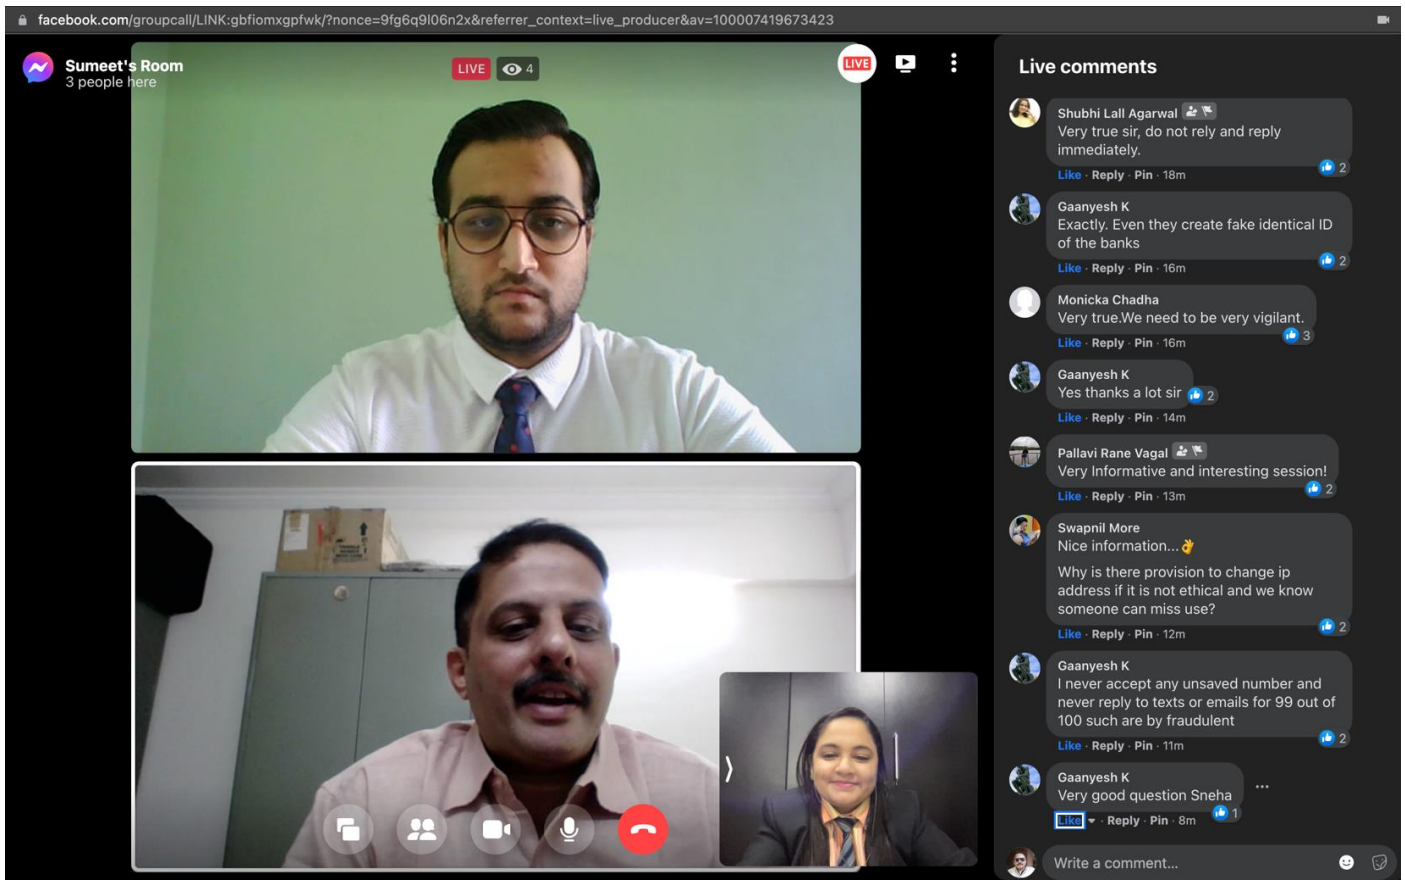 facebook.com/groupcall/LINK:gbfiomxgpfwk/?nonce=9fg6q9l06n2x&referrer_context=live_producer&av=100007419673423
Sumeet's Room
3 people here
LIVE 4
LIVE
Live comments
Shubhi Lall Agarwal
Very true sir, do not rely and reply
immediately.
2
Like · Reply · Pin · 18m
Gaanyesh K
Exactly. Even they create fake identical ID
of the banks
2
Like · Reply · Pin · 16m
Monicka Chadha
Very true.We need to be very vigilant.
3
Like · Reply · Pin · 16m
Gaanyesh K
Yes thanks a lot sir 2
Like · Reply · Pin · 14m
Pallavi Rane Vagal
Very Informative and interesting session!
2
Like · Reply · Pin · 13m
Swapnil More
Nice information...👌
Why is there provision to change ip
address if it is not ethical and we know
someone can miss use?
2
Like · Reply · Pin · 12m
Gaanyesh K
I never accept any unsaved number and
never reply to texts or emails for 99 out of
100 such are by fraudulent
2
Like · Reply · Pin · 11m
Gaanyesh K
Very good question Sneha
1
Like · Reply · Pin · 8m
Write a comment...